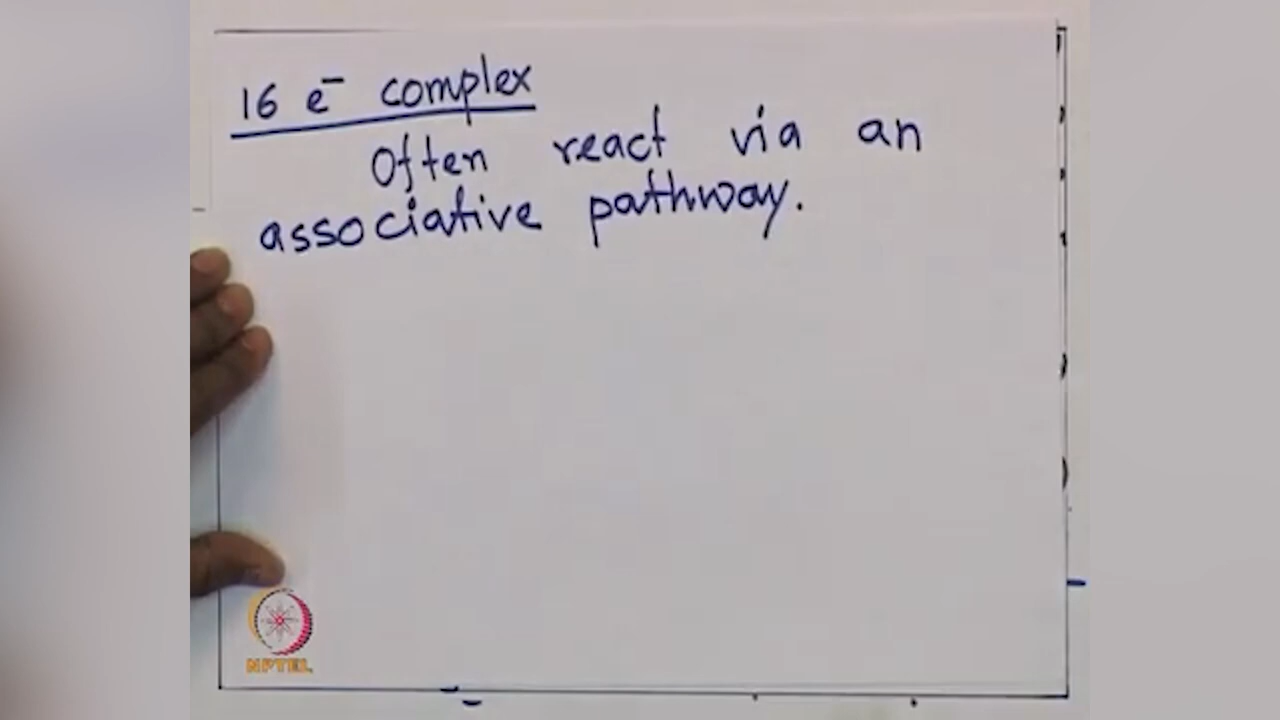 16 e⁻ complex
Often react via an
associative pathway.
NPTEL